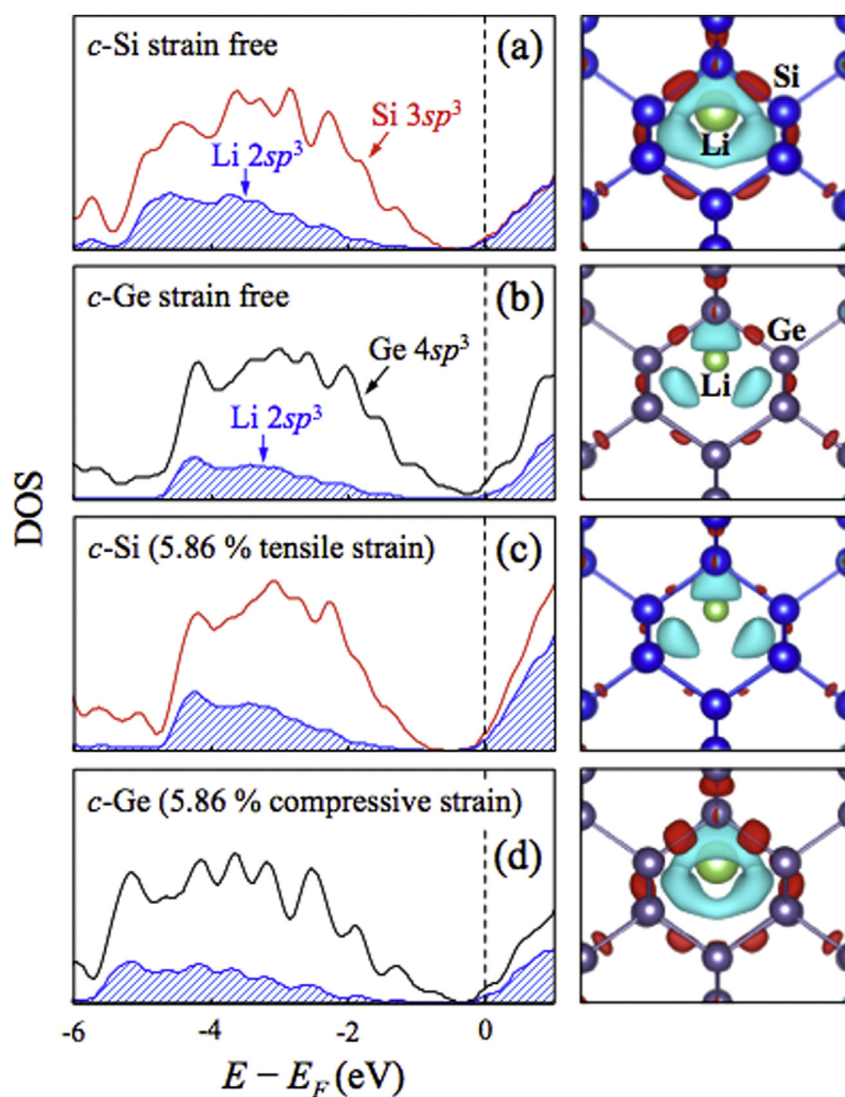 c-Si strain free
(a)
Si 3sp³
Li 2sp³
Si
Li
c-Ge strain free
(b)
Ge 4sp³
Li 2sp³
Ge
Li
DOS
c-Si (5.86 % tensile strain)
(c)
c-Ge (5.86 % compressive strain)
(d)
-6 -4 -2 0
E − E_F (eV)